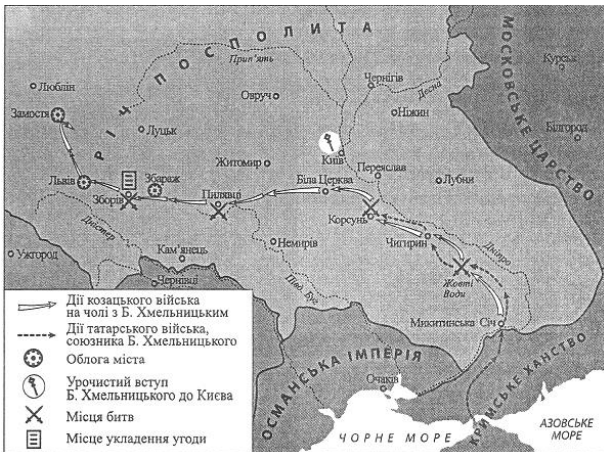 РІЧ ПОСПОЛИТА
МОСКОВСЬКЕ ЦАРСТВО
Прип'ять
Люблін
Чернігів
Курськ
Десна
Замостя
Овруч
Ніжин
Білгород
Луцьк
Київ
Житомир
Переяслав
Лубни
Львів
Зборів
Збараж
Пилявці
Біла Церква
Корсунь
Дністер
Кам'янець
Немирів
Чигирин
Дніпро
Ужгород
Чернівці
Півд. Буг
Жовті
Води
Микитинська Січ
ОСМАНСЬКА ІМПЕРІЯ
Очаків
КРИМСЬКЕ ХАНСТВО
ЧОРНЕ МОРЕ
АЗОВСЬКЕ
МОРЕ
Дії козацького війська
на чолі з Б. Хмельницьким
Дії татарського війська,
союзника Б. Хмельницького
Облога міста
Урочистий вступ
Б. Хмельницького до Києва
Місця битв
Місце укладення угоди